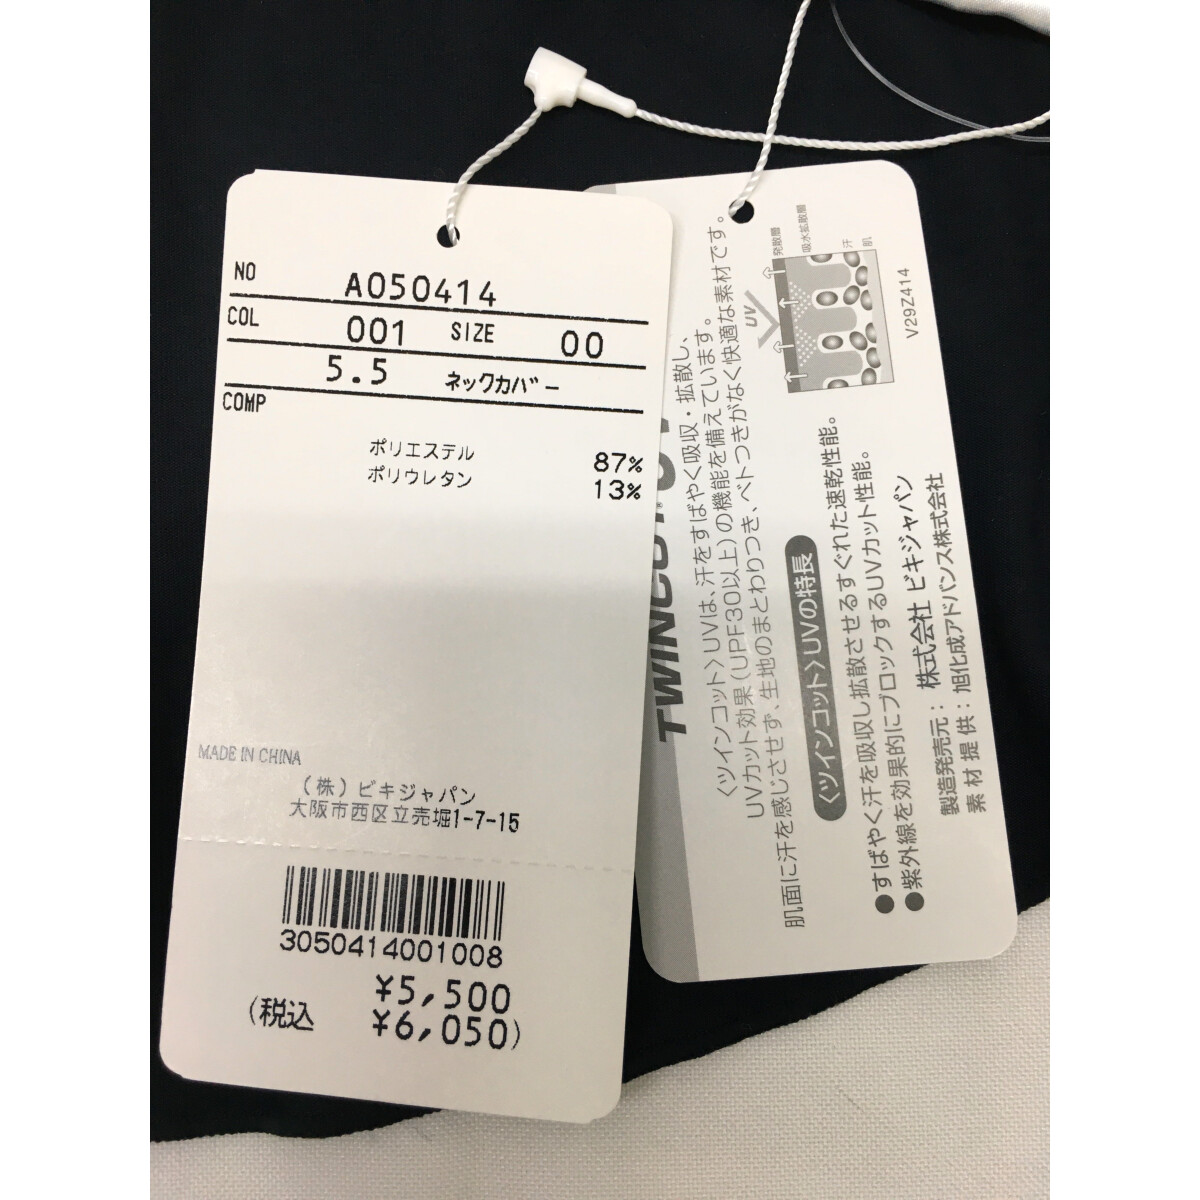 NO A050414
COL 001 SIZE 00
5.5 ネックカバー
COMP
ポリエステル 87%
ポリウレタン 13%
MADE IN CHINA
(株)ビキジャパン
大阪市西区立売堀1-7-15
3050414001008
¥5,500
(税込 ¥6,050)
〈ツインコット〉UVは、汗をすばやく吸収・拡散し、
UVカット効果(UPF30以上)の機能を備えています。
肌面に汗を感じさせず、生地のまとわりつき、ベトつきがなく快適な素材です。
〈ツインコット〉UVの特長
●すばやく汗を吸収し拡散させるすぐれた速乾性能。
●紫外線を効果的にブロックするUVカット性能。
製造発売元：株式会社 ビキジャパン
素材提供：旭化成アドバンス株式会社
UV
発散層
吸水拡散層
汗
肌
V29Z414